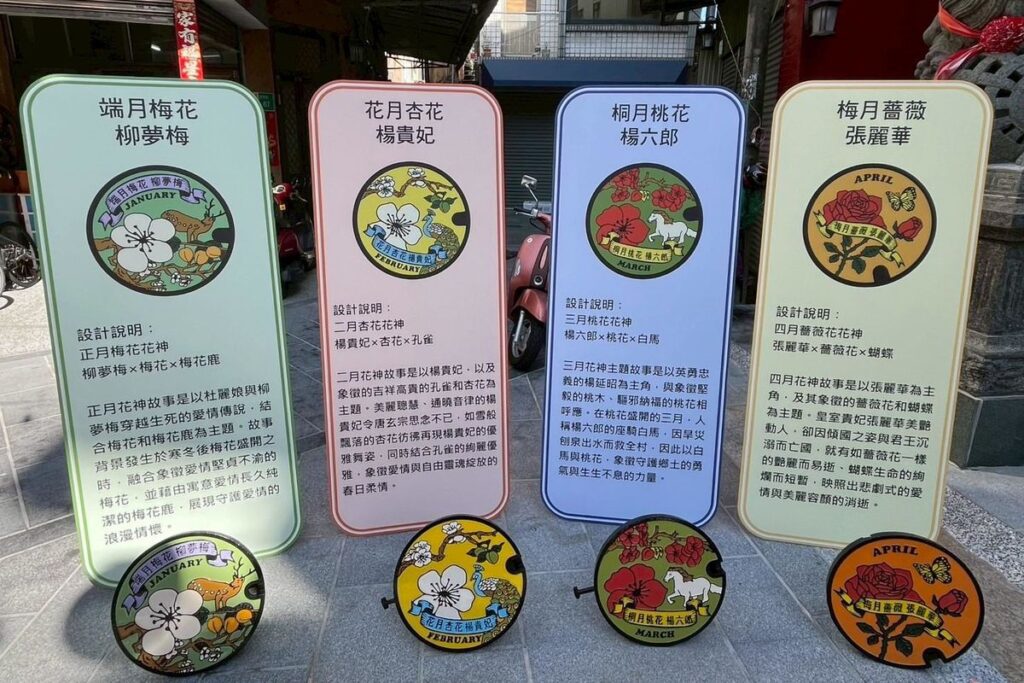 家有
端月梅花
柳夢梅
端月梅花 柳夢梅
JANUARY
設計說明：
正月梅花花神
柳夢梅×梅花×梅花鹿
正月花神故事是以杜麗娘與柳
夢梅穿越生死的愛情傳說，結
合梅花和梅花鹿為主題。故事
背景發生於寒冬後梅花盛開之
時，融合象徵愛情堅貞不渝的
梅花，並藉由寓意愛情長久純
潔的梅花鹿，展現守護愛情的
浪漫情懷。
端月梅花 柳夢梅
JANUARY
花月杏花
楊貴妃
花月杏花楊貴妃
FEBRUARY
設計說明：
二月杏花花神
楊貴妃×杏花×孔雀
二月花神故事是以楊貴妃，以及
象徵的吉祥高貴的孔雀和杏花為
主題。美麗聰慧、通曉音律的楊
貴妃令唐玄宗思念不已，如雪般
飄落的杏花彷彿再現楊貴妃的優
雅舞姿，同時結合孔雀的絢麗優
雅，象徵愛情與自由靈魂綻放的
春日柔情。
花月杏花楊貴妃
FEBRUARY
桐月桃花
楊六郎
桐月桃花 楊六郎
MARCH
設計說明：
三月桃花花神
楊六郎×桃花×白馬
三月花神主題故事是以英勇忠
義的楊延昭為主角，與象徵堅
毅的桃木、驅邪納福的桃花相
呼應。在桃花盛開的三月，人
稱楊六郎的座騎白馬，因旱災
刨泉出水而救全村，因此以白
馬與桃花，象徵守護鄉土的勇
氣與生生不息的力量。
桐月桃花 楊六郎
MARCH
梅月薔薇
張麗華
APRIL
梅月薔薇 張麗華
設計說明：
四月薔薇花花神
張麗華×薔薇花×蝴蝶
四月薔薇花神故事是以張麗華為主
角，及其象徵的薔薇花和蝴蝶
為主題。皇室貴妃張麗華美艷
動人，卻因傾國之姿與君王沉
溺而亡國，就有如薔薇花一樣
的艷麗而易逝。蝴蝶生命的絢
爛而短暫，映照出悲劇式的愛
情與美麗容顏的消逝。
APRIL
梅月薔薇 張麗華